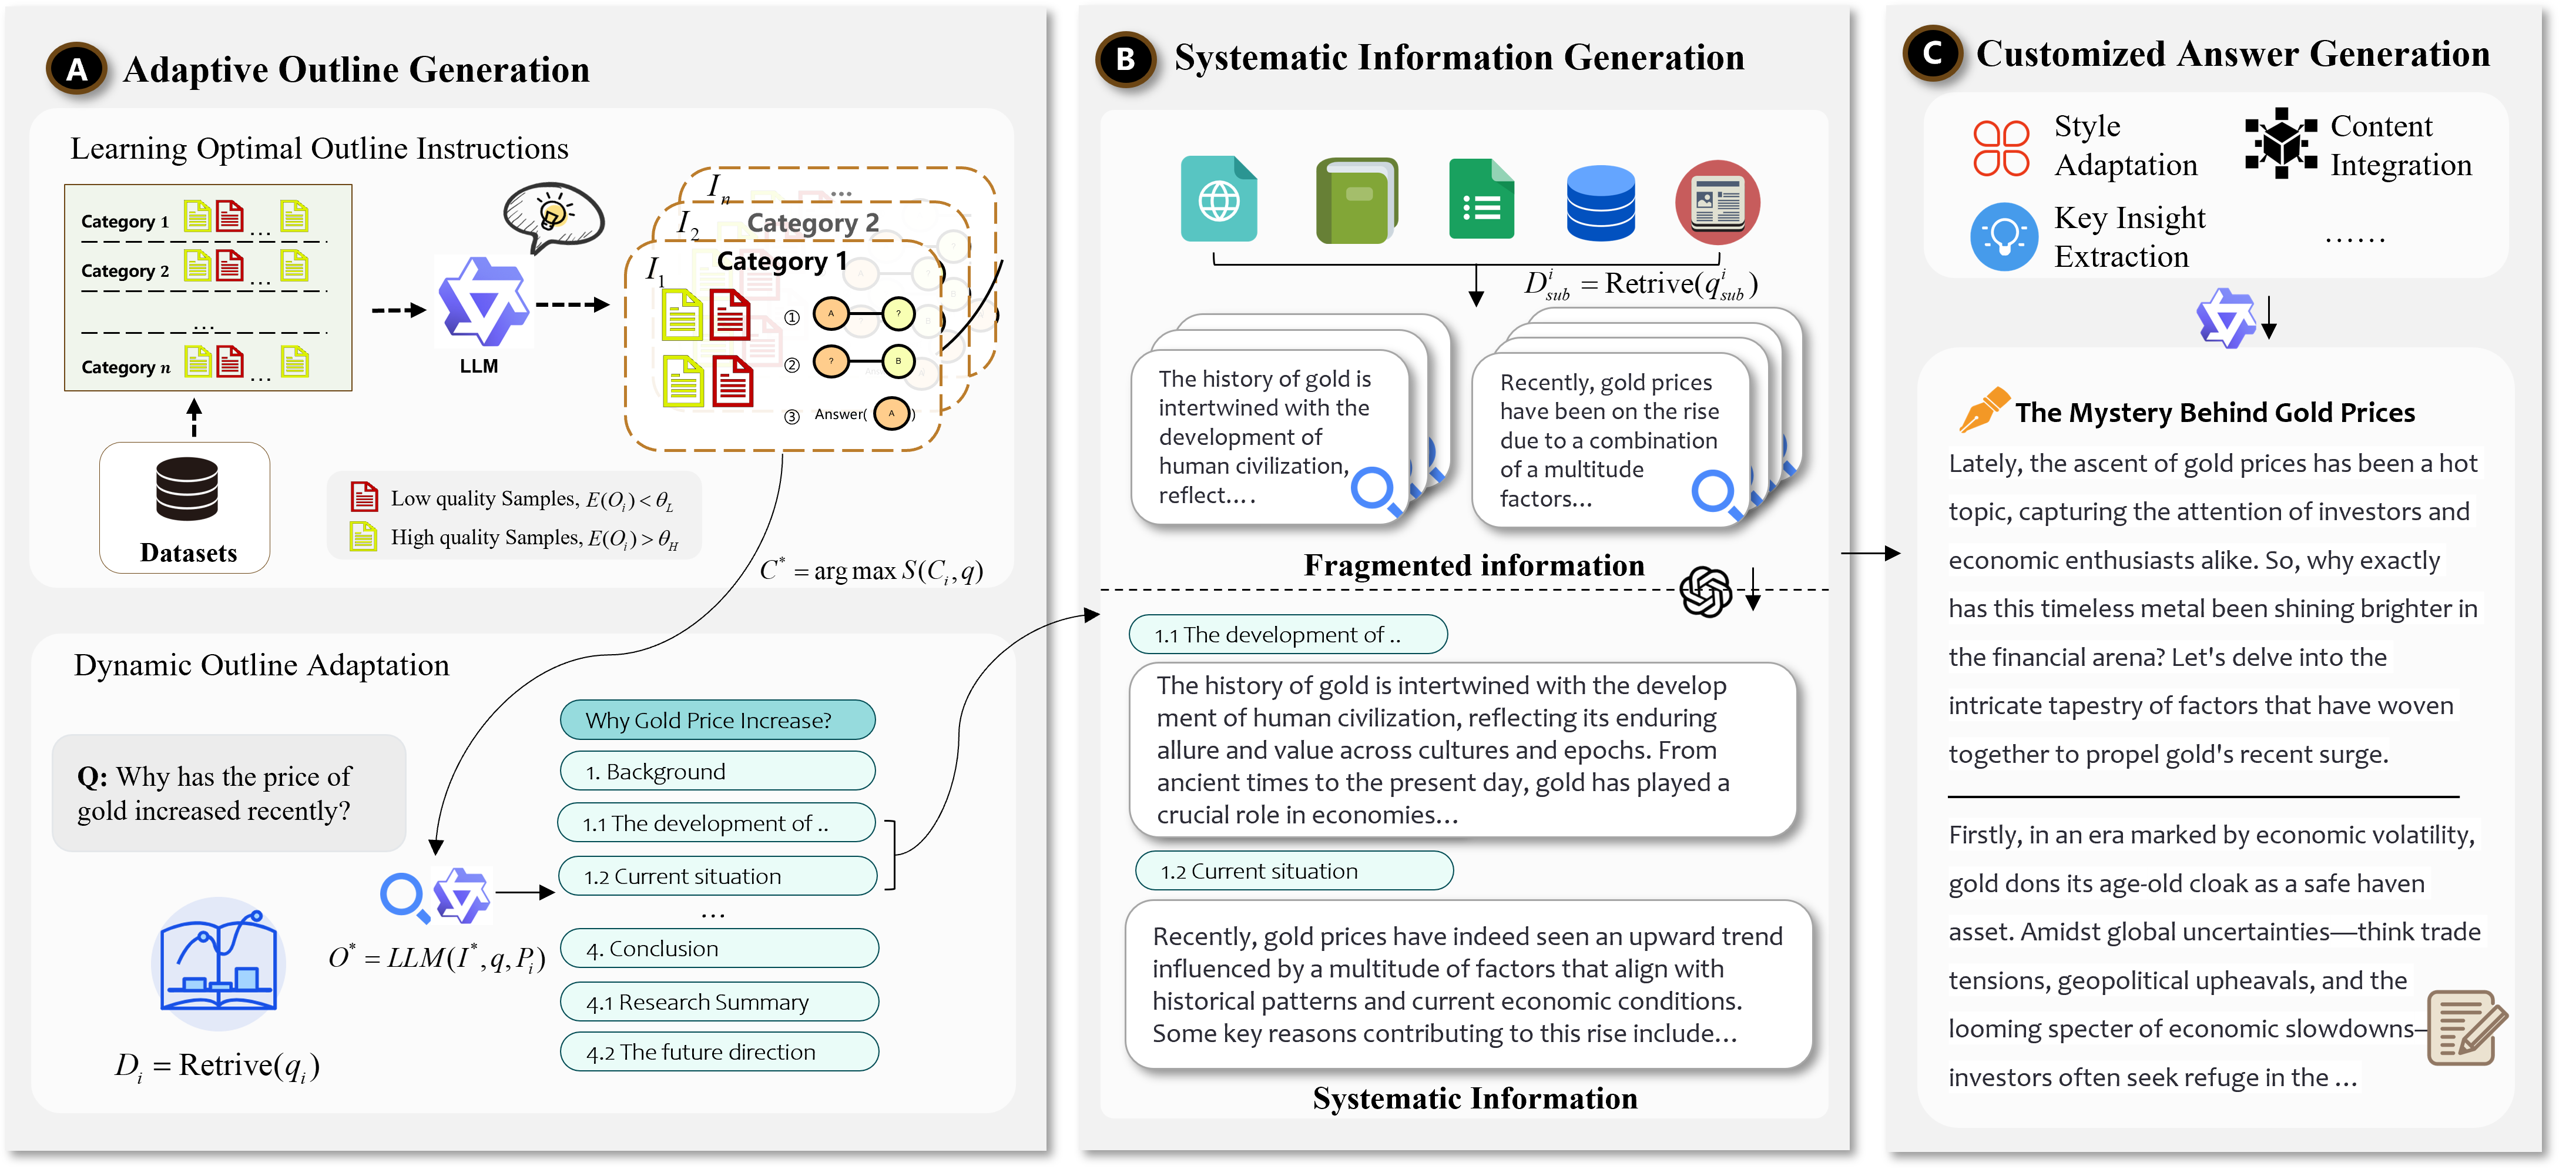 A Adaptive Outline Generation
Learning Optimal Outline Instructions
Category 1 ...
Category 2 ...
...
Category n ...
Datasets
LLM
I_n ...
I_2 Category 2
I_1 Category 1
① A ?
② ? B
③ Answer( A )
Low quality Samples, E(O_i) < θ_L
High quality Samples, E(O_i) > θ_H
C* = arg max S(C_i, q)
Dynamic Outline Adaptation
Q: Why has the price of
gold increased recently?
D_i = Retrive(q_i)
O* = LLM(I*, q, P_i)
Why Gold Price Increase?
1. Background
1.1 The development of ..
1.2 Current situation
...
4. Conclusion
4.1 Research Summary
4.2 The future direction
B Systematic Information Generation
D^i_sub = Retrive(q^i_sub)
The history of gold is
intertwined with the
development of
human civilization,
reflect….
Recently, gold prices
have been on the rise
due to a combination
of a multitude
factors…
Fragmented information
1.1 The development of ..
The history of gold is intertwined with the develop
ment of human civilization, reflecting its enduring
allure and value across cultures and epochs. From
ancient times to the present day, gold has played a
crucial role in economies…
1.2 Current situation
Recently, gold prices have indeed seen an upward trend
influenced by a multitude of factors that align with
historical patterns and current economic conditions.
Some key reasons contributing to this rise include…
Systematic Information
C Customized Answer Generation
Style
Adaptation
Content
Integration
Key Insight
Extraction
......
The Mystery Behind Gold Prices
Lately, the ascent of gold prices has been a hot
topic, capturing the attention of investors and
economic enthusiasts alike. So, why exactly
has this timeless metal been shining brighter in
the financial arena? Let's delve into the
intricate tapestry of factors that have woven
together to propel gold's recent surge.
Firstly, in an era marked by economic volatility,
gold dons its age-old cloak as a safe haven
asset. Amidst global uncertainties—think trade
tensions, geopolitical upheavals, and the
looming specter of economic slowdowns—
investors often seek refuge in the …